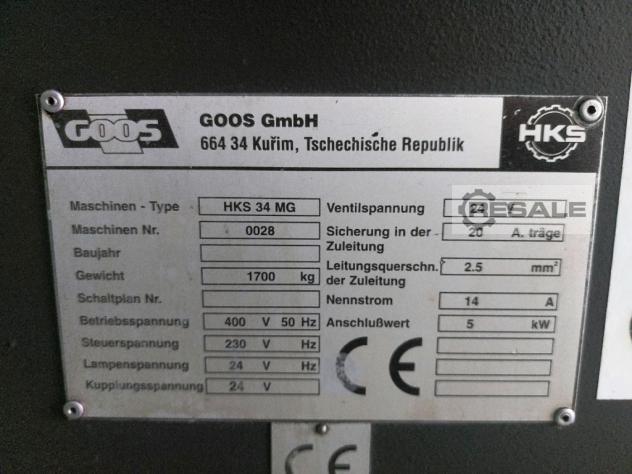 GOOS
GOOS GmbH
664 34 Kuřim, Tschechische Republik
HKS
RESALE
Maschinen - Type HKS 34 MG
Maschinen Nr. 0028
Baujahr
Gewicht 1700 kg
Schaltplan Nr.
Betriebsspannung 400 V 50 Hz
Steuerspannung 230 V Hz
Lampenspannung 24 V Hz
Kupplungsspannung 24 V
Ventilspannung 24 V
Sicherung in der Zuleitung 20 A. träge
Leitungsquerschn. der Zuleitung 2.5 mm²
Nennstrom 14 A
Anschlußwert 5 kW
CE
CE